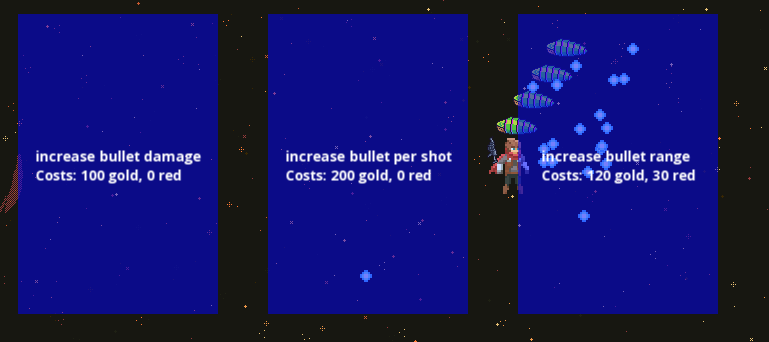 increase bullet damage
Costs: 100 gold, 0 red
increase bullet per shot
Costs: 200 gold, 0 red
increase bullet range
Costs: 120 gold, 30 red